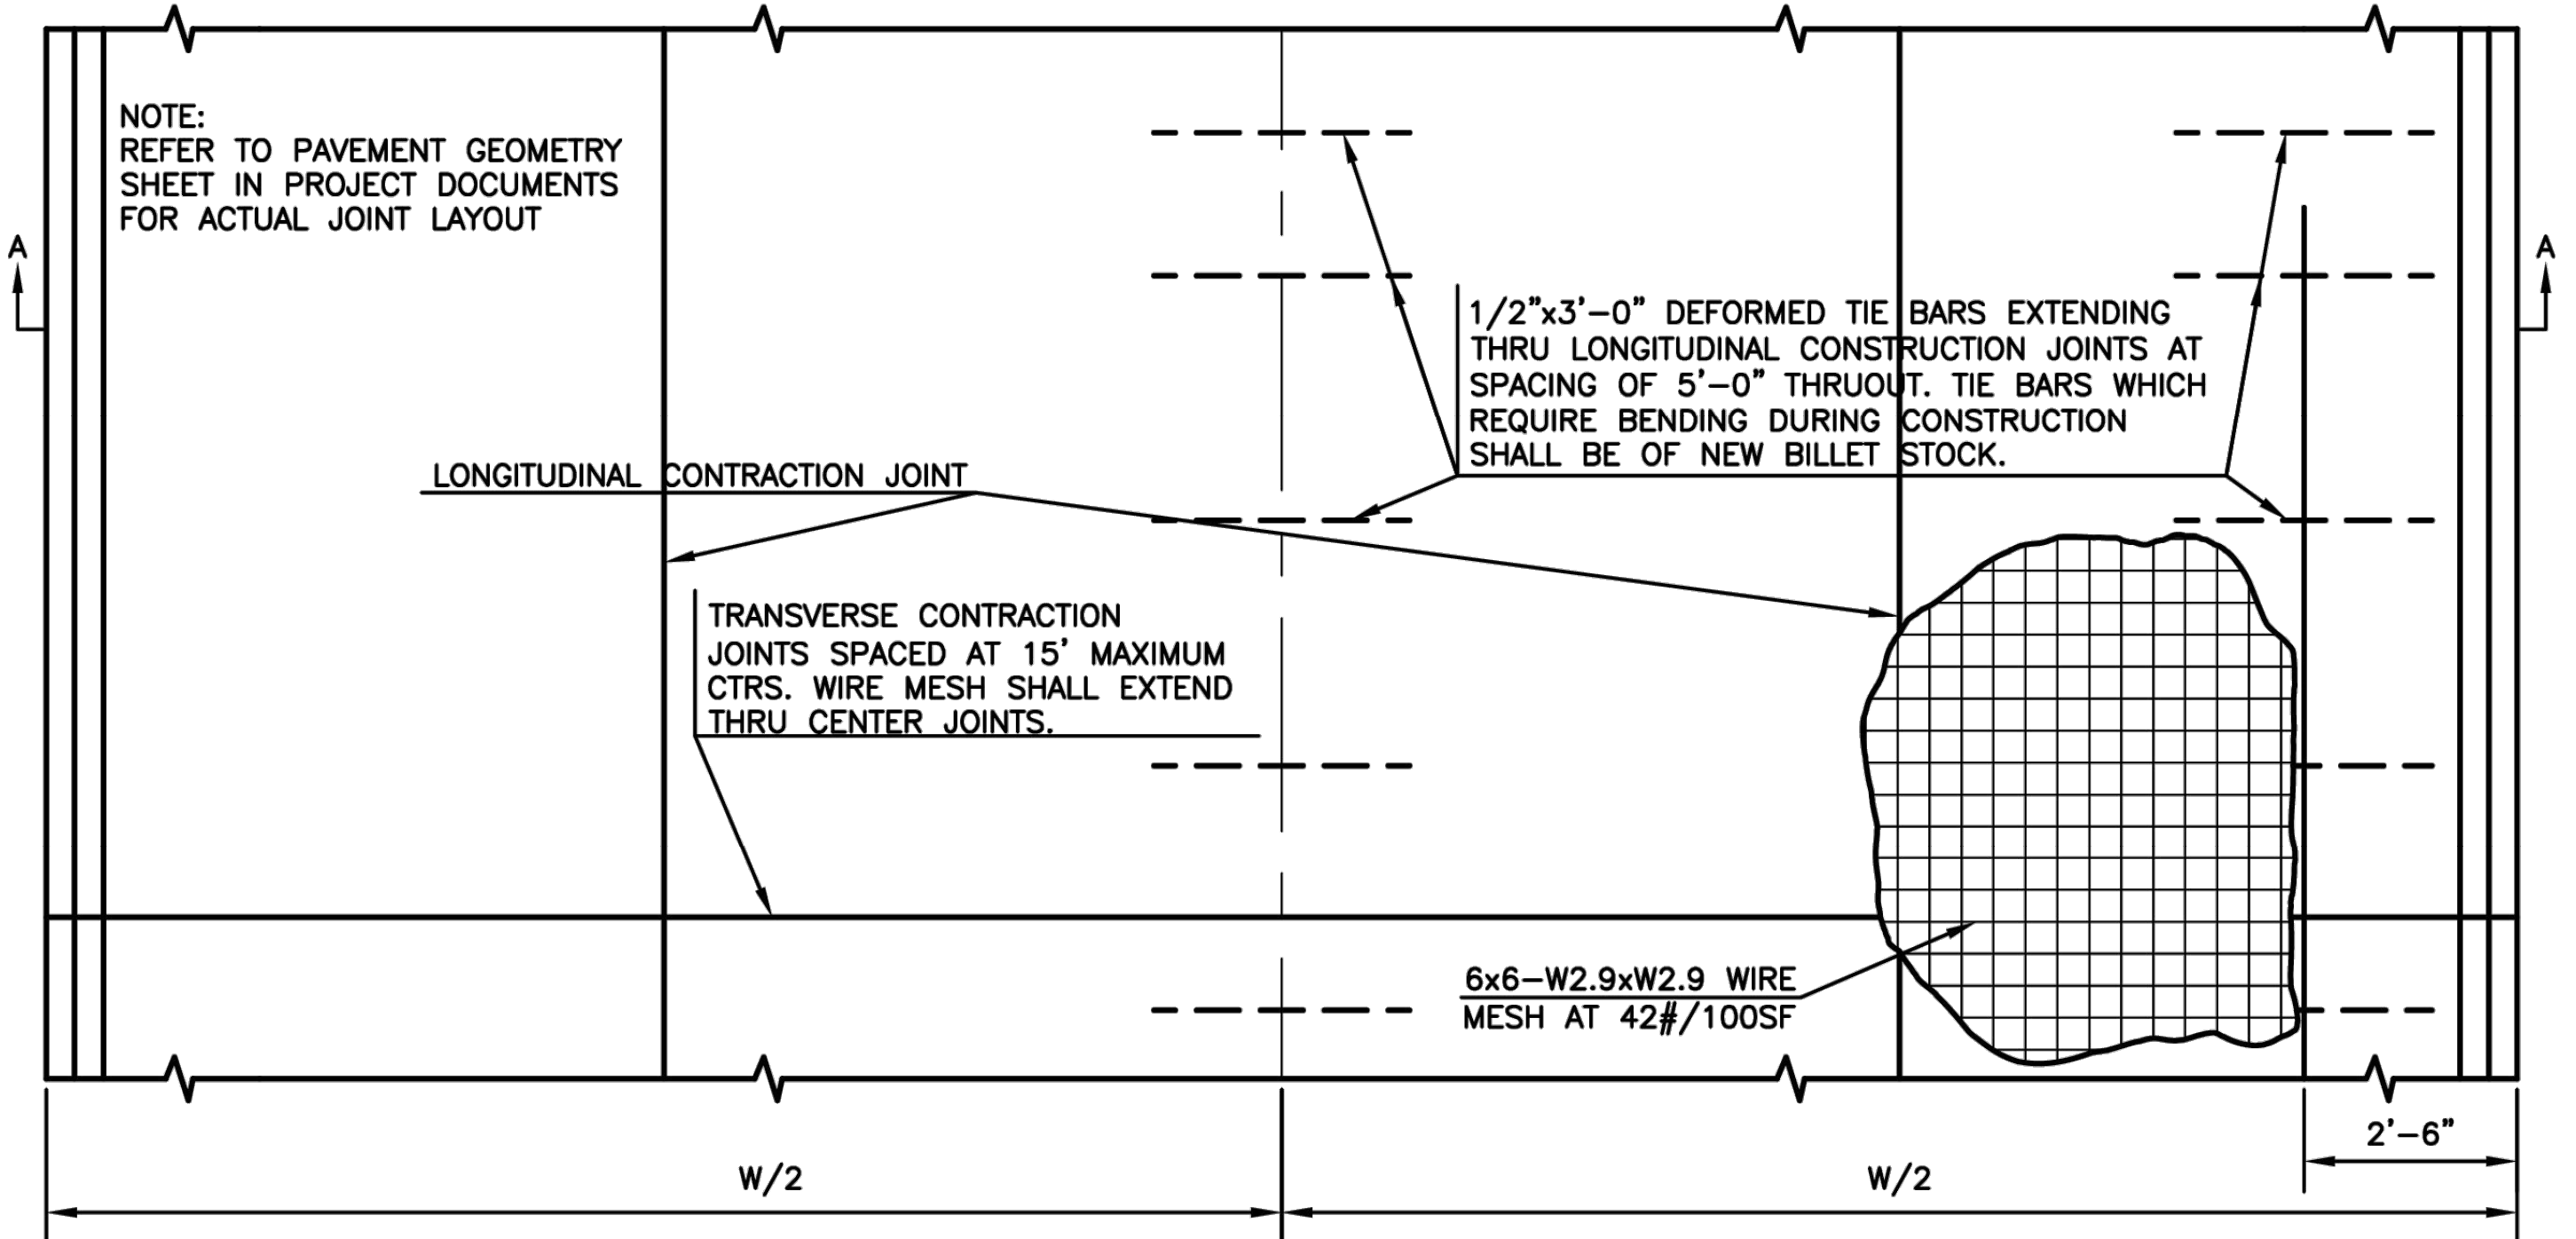 NOTE:
REFER TO PAVEMENT GEOMETRY
SHEET IN PROJECT DOCUMENTS
FOR ACTUAL JOINT LAYOUT
A
A
1/2"x3'-0" DEFORMED TIE BARS EXTENDING
THRU LONGITUDINAL CONSTRUCTION JOINTS AT
SPACING OF 5'-0" THRUOUT. TIE BARS WHICH
REQUIRE BENDING DURING CONSTRUCTION
SHALL BE OF NEW BILLET STOCK.
LONGITUDINAL CONTRACTION JOINT
TRANSVERSE CONTRACTION
JOINTS SPACED AT 15' MAXIMUM
CTRS. WIRE MESH SHALL EXTEND
THRU CENTER JOINTS.
6x6-W2.9xW2.9 WIRE
MESH AT 42#/100SF
2'-6"
W/2
W/2